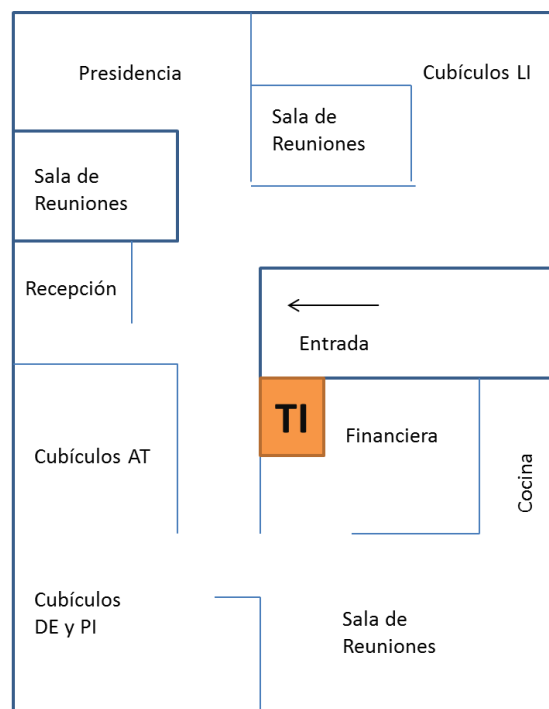 Presidencia
Cubículos LI
Sala de
Reuniones
Sala de
Reuniones
Recepción
Entrada
TI
Financiera
Cubículos AT
Cocina
Cubículos
DE y PI
Sala de
Reuniones